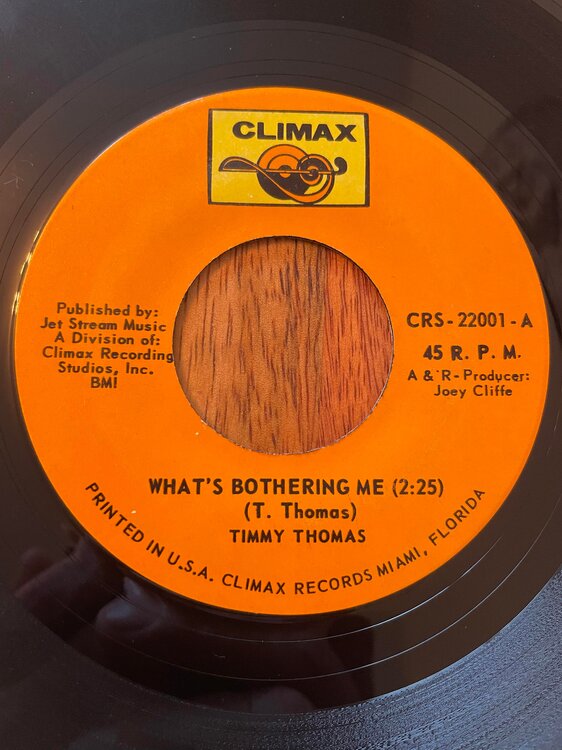 CLIMAX
Published by:
Jet Stream Music
A Division of:
Climax Recording
Studios, Inc.
BMI
CRS - 22001 - A
45 R. P. M.
A & R - Producer:
Joey Cliffe
WHAT'S BOTHERING ME (2:25)
(T. Thomas)
TIMMY THOMAS
PRINTED IN U.S.A. CLIMAX RECORDS MIAMI, FLORIDA